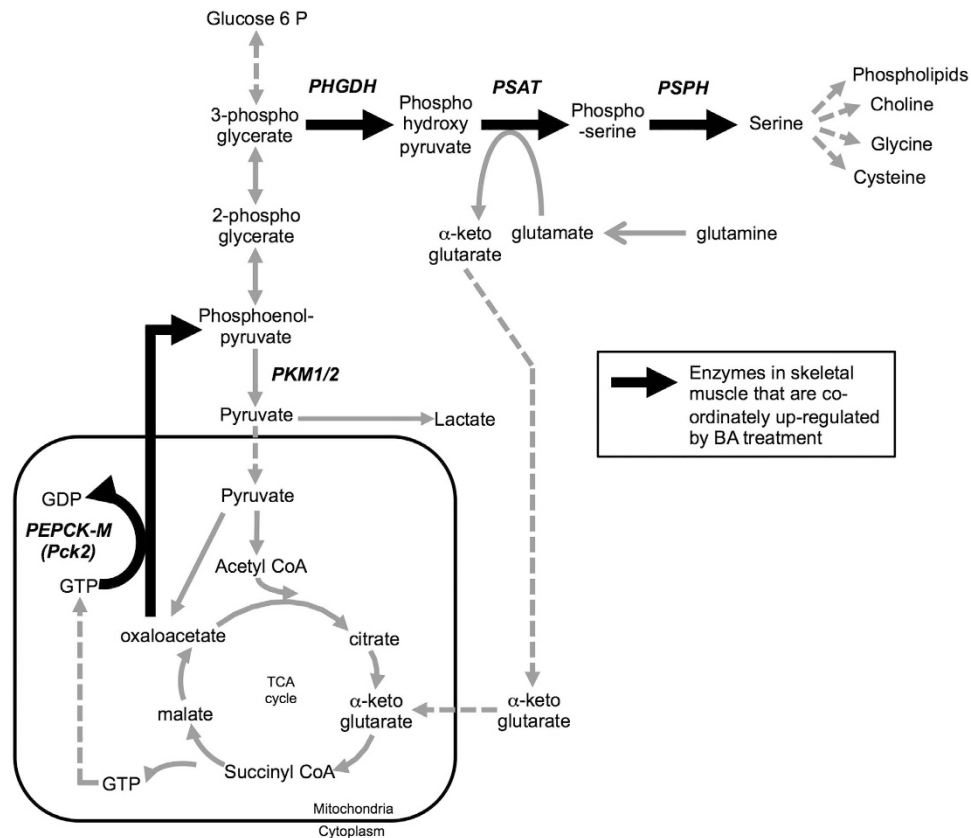 Glucose 6 P
PHGDH
PSAT
PSPH
3-phospho
glycerate
Phospho
hydroxy
pyruvate
Phospho
-serine
Serine
Phospholipids
Choline
Glycine
Cysteine
2-phospho
glycerate
α-keto
glutarate
glutamate
glutamine
Phosphoenol-
pyruvate
PKM1/2
Pyruvate
Lactate
Enzymes in skeletal
muscle that are co-
ordinately up-regulated
by BA treatment
Pyruvate
GDP
PEPCK-M
(Pck2)
GTP
Acetyl CoA
oxaloacetate
citrate
TCA
cycle
malate
α-keto
glutarate
α-keto
glutarate
Succinyl CoA
GTP
Mitochondria
Cytoplasm